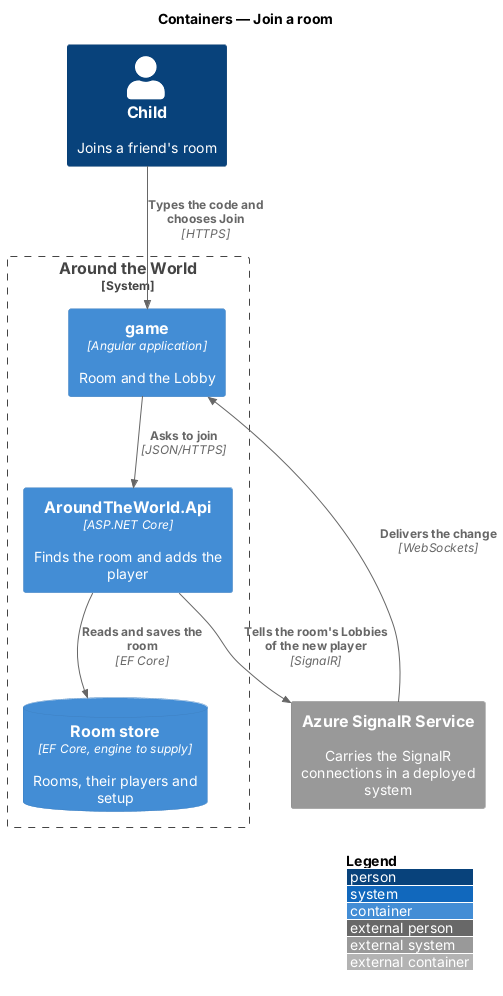 Containers — Join a room
Child
Joins a friend's room
Types the code and
chooses Join
[HTTPS]
Around the World
[System]
game
[Angular application]
Room and the Lobby
Asks to join
[JSON/HTTPS]
AroundTheWorld.Api
[ASP.NET Core]
Finds the room and adds the
player
Delivers the change
[WebSockets]
Reads and saves the
room
[EF Core]
Tells the room's Lobbies
of the new player
[SignalR]
Room store
[EF Core, engine to supply]
Rooms, their players and
setup
Azure SignalR Service
Carries the SignalR
connections in a deployed
system
Legend
person
system
container
external person
external system
external container